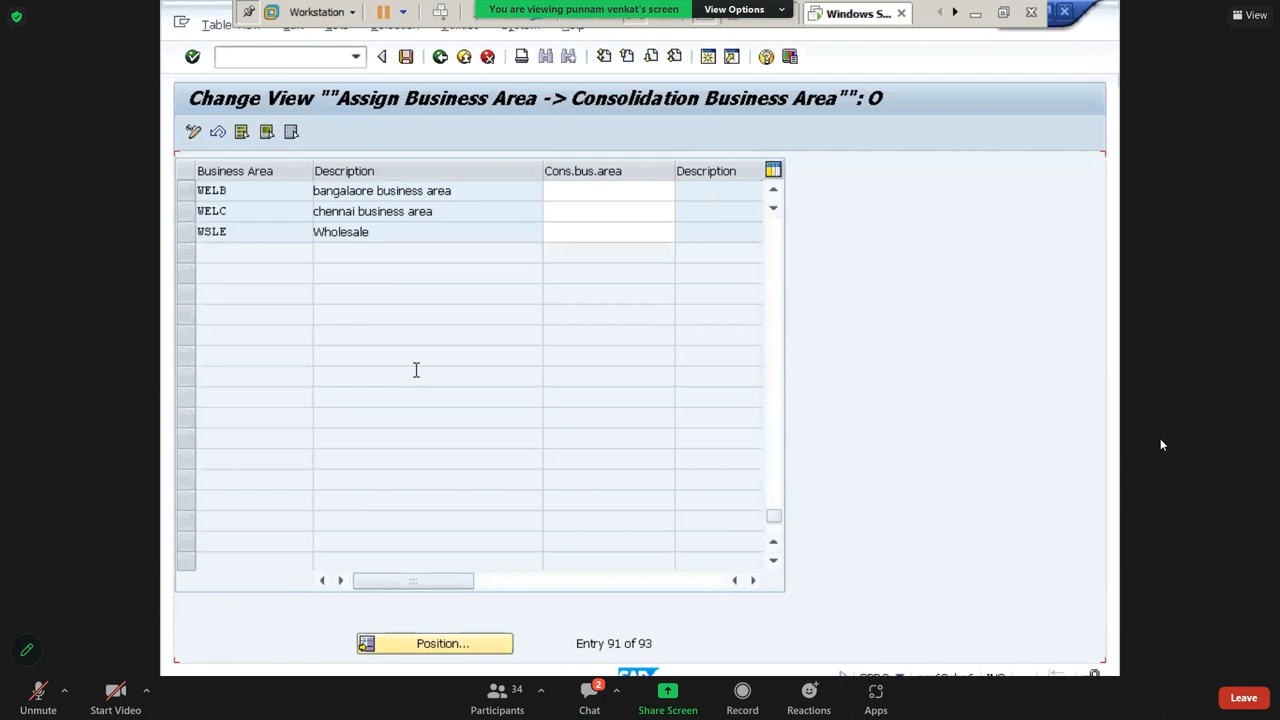 Workstation
You are viewing punnam venkat's screen
View Options
Windows S...
View
Table
Change View ""Assign Business Area -> Consolidation Business Area"": O
Business Area Description Cons.bus.area Description
WELB bangalaore business area
WELC chennai business area
WSLE Wholesale
Position...
Entry 91 of 93
Unmute
Start Video
34
Participants
2
Chat
Share Screen
Record
Reactions
Apps
Leave